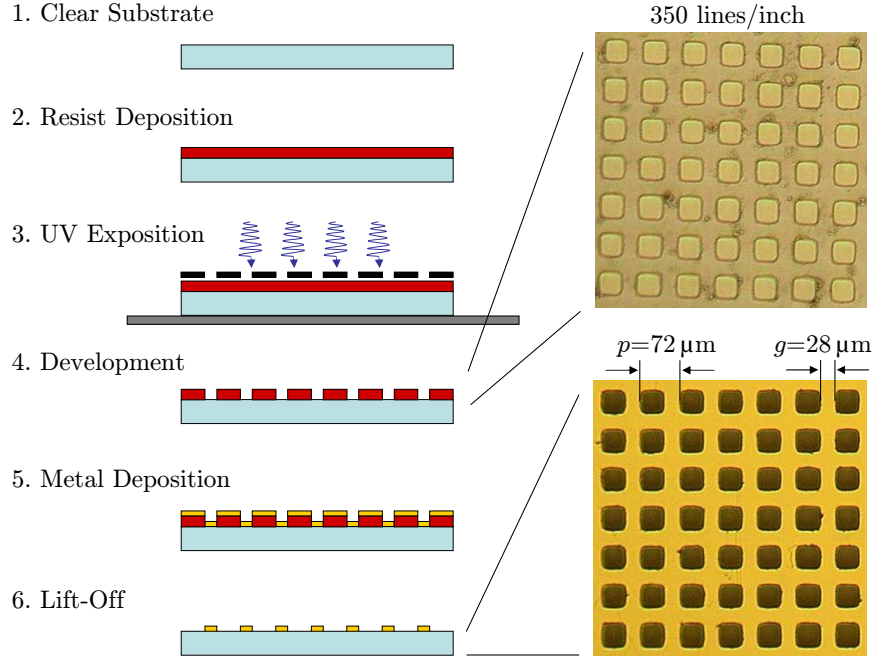 1. Clear Substrate
2. Resist Deposition
3. UV Exposition
4. Development
5. Metal Deposition
6. Lift-Off
350 lines/inch
p=72 µm
g=28 µm